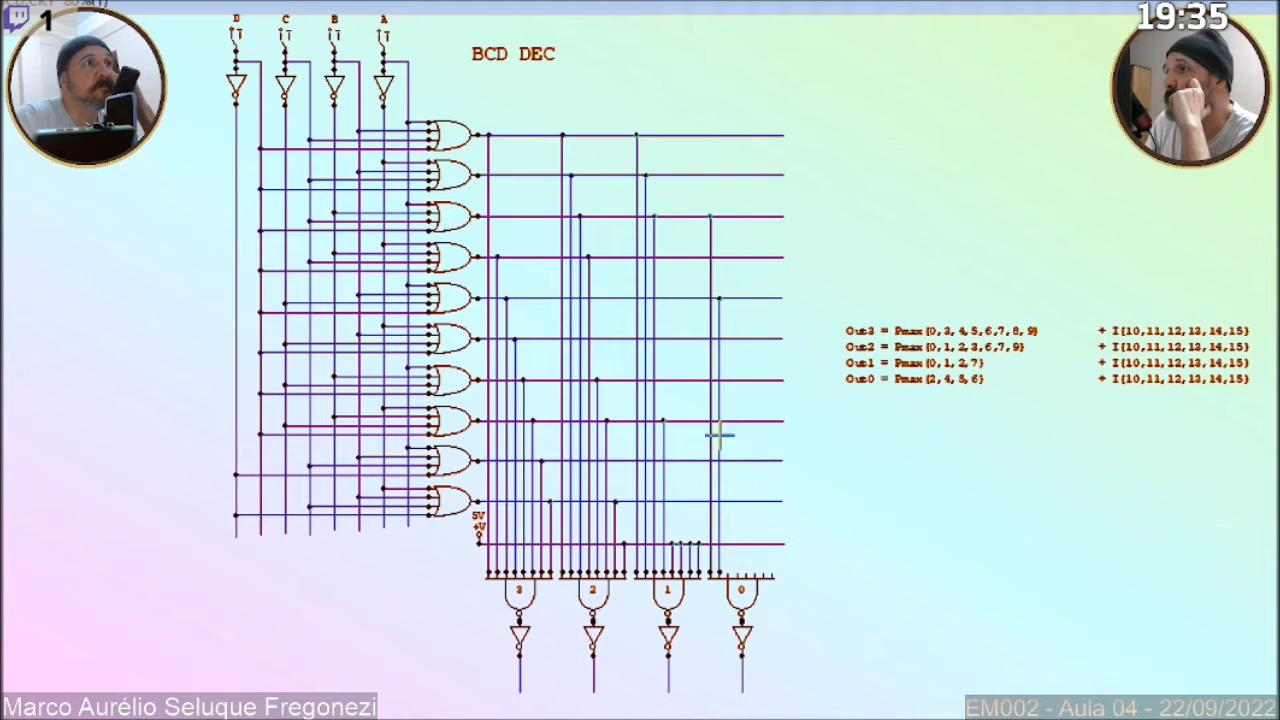 1
19:35
D C B A
BCD DEC
Out3 = Pmax{0,3,4,5,6,7,8,9} + I{10,11,12,13,14,15}
Out2 = Pmax{0,1,2,3,6,7,9} + I{10,11,12,13,14,15}
Out1 = Pmax{0,1,2,7} + I{10,11,12,13,14,15}
Out0 = Pmax{2,4,5,6} + I{10,11,12,13,14,15}
5V
+V
3 2 1 0
Marco Aurélio Seluque Fregonezi
EM002 - Aula 04 - 22/09/2022